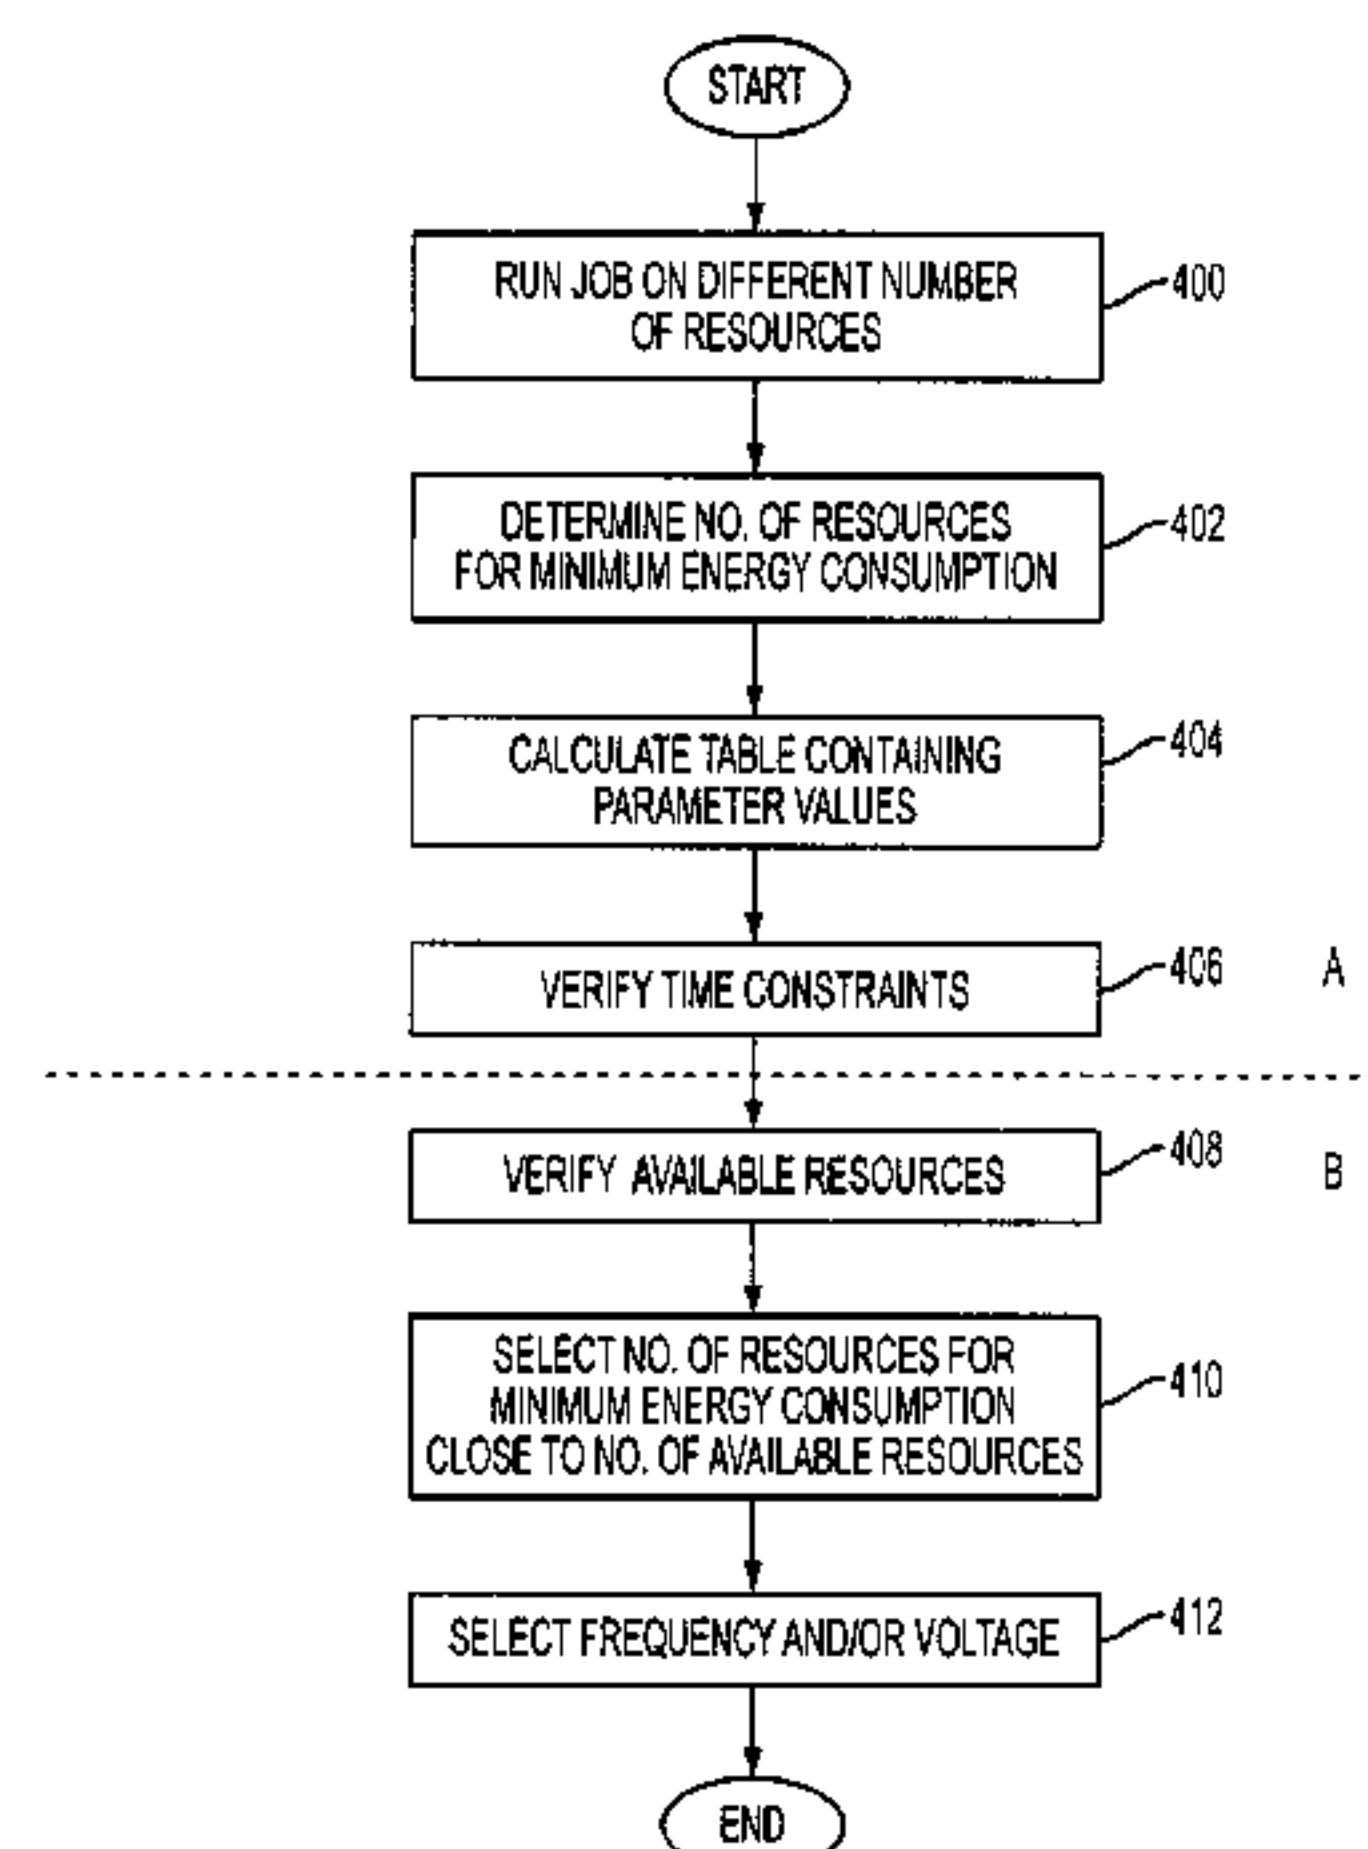 START
RUN JOB ON DIFFERENT NUMBER
OF RESOURCES
400
DETERMINE NO. OF RESOURCES
FOR MINIMUM ENERGY CONSUMPTION
402
CALCULATE TABLE CONTAINING
PARAMETER VALUES
404
VERIFY TIME CONSTRAINTS
406
A
VERIFY AVAILABLE RESOURCES
408
B
SELECT NO. OF RESOURCES FOR
MINIMUM ENERGY CONSUMPTION
CLOSE TO NO. OF AVAILABLE RESOURCES
410
SELECT FREQUENCY AND/OR VOLTAGE
412
END